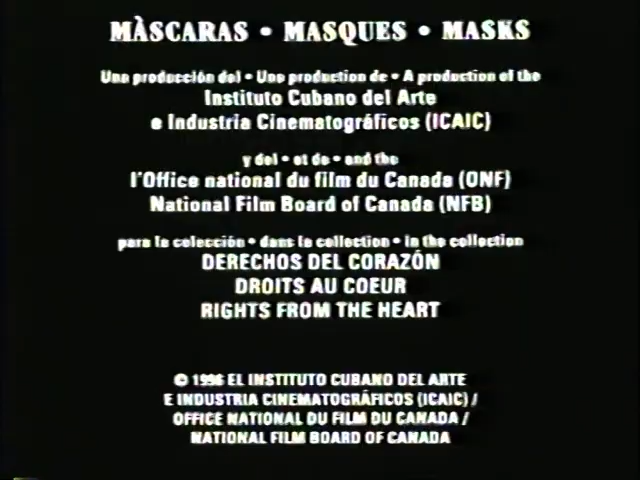 MÀSCARAS • MASQUES • MASKS
Una producción del • Une production de • A production of the
Instituto Cubano del Arte
e Industria Cinematográficos (ICAIC)
y del • et de • and the
l'Office national du film du Canada (ONF)
National Film Board of Canada (NFB)
para la colección • dans la collection • in the collection
DERECHOS DEL CORAZÓN
DROITS AU COEUR
RIGHTS FROM THE HEART
© 1996 EL INSTITUTO CUBANO DEL ARTE
E INDUSTRIA CINEMATOGRÁFICOS (ICAIC) /
OFFICE NATIONAL DU FILM DU CANADA /
NATIONAL FILM BOARD OF CANADA